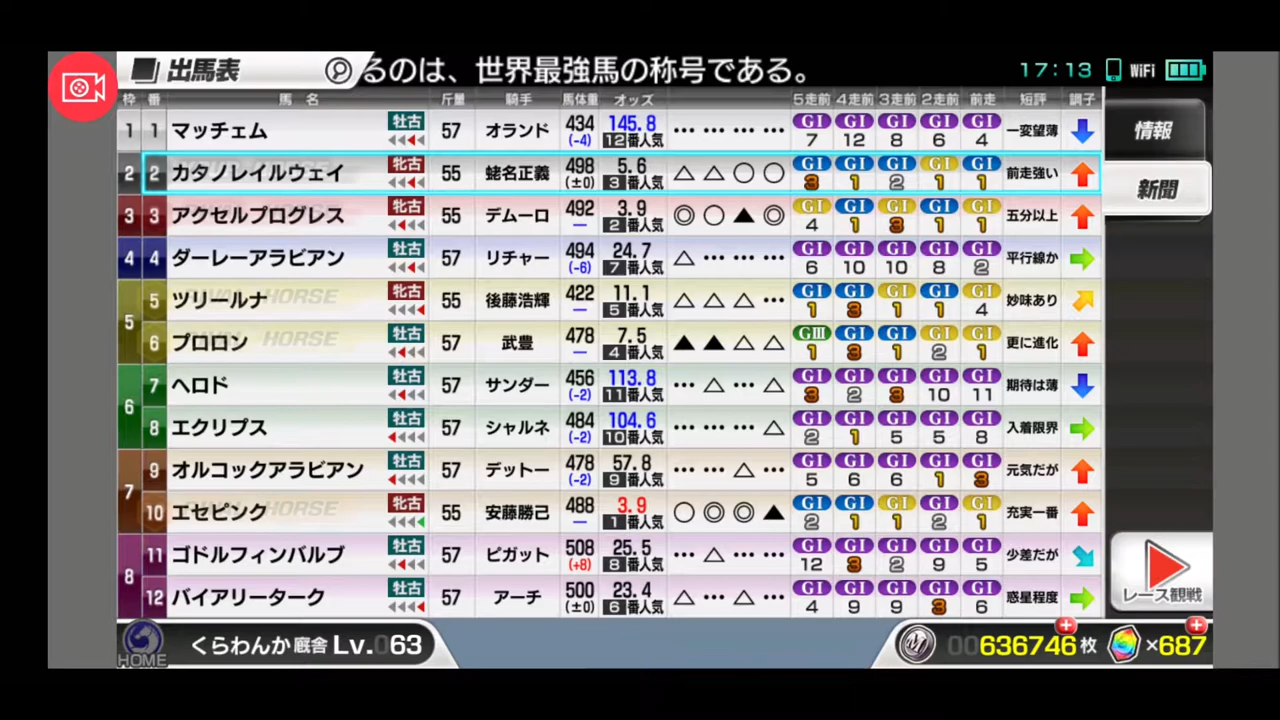 出馬表 るのは、世界最強馬の称号である。 17:13 WiFi
枠 番 馬 名 斤量 騎手 馬体重 オッズ 5走前 4走前 3走前 2走前 前走 短評 調子
1 1 マッチェム 牡古 57 オランド 434 (-4) 145.8 12番人気 … … … … GI 7 GI 12 GI 8 GI 6 GI 4 一変望薄
2 2 カタノレイルウェイ 牝古 55 蛯名正義 498 (±0) 5.6 3番人気 △ △ ○ ○ GI 3 GI 1 GI 2 GI 1 GI 1 前走強い
3 3 アクセルプログレス 牝古 55 デムーロ 492 — 3.9 2番人気 ◎ ○ ▲ ◎ GI 4 GI 1 GI 3 GI 1 GI 1 五分以上
4 4 ダーレーアラビアン 牡古 57 リチャー 494 (-6) 24.7 7番人気 △ … … … GI 6 GI 10 GI 10 GI 8 GI 2 平行線か
5 5 ツリールナ 牝古 55 後藤浩輝 422 — 11.1 5番人気 △ △ △ … GI 1 GI 3 GI 1 GI 1 GI 4 妙味あり
6 プロロン 牡古 57 武豊 478 — 7.5 4番人気 ▲ ▲ △ △ GIII 1 GI 3 GI 1 GI 2 GI 1 更に進化
6 7 ヘロド 牡古 57 サンダー 456 (-2) 113.8 11番人気 … △ … △ GI 3 GI 2 GI 3 GI 10 GI 11 期待は薄
8 エクリプス 牡古 57 シャルネ 484 (-2) 104.6 10番人気 … … … △ GI 2 GI 1 GI 5 GI 5 GI 8 入着限界
7 9 オルコックアラビアン 牡古 57 デットー 478 (-2) 57.8 9番人気 … … △ … GI 5 GI 6 GI 6 GI 1 GI 3 元気だが
10 エセピンク 牝古 55 安藤勝己 488 — 3.9 1番人気 ○ ◎ ◎ ▲ GI 2 GI 1 GI 1 GI 2 GI 1 充実一番
8 11 ゴドルフィンバルブ 牡古 57 ピガット 508 (+8) 25.5 8番人気 … △ … … GI 12 GI 3 GI 2 GI 9 GI 5 少差だが
12 バイアリーターク 牡古 57 アーチ 500 (±0) 23.4 6番人気 △ … △ … GI 4 GI 9 GI 9 GI 3 GI 6 惑星程度
情報
新聞
レース観戦
HOME くらわんか厩舎 Lv.063 00636746枚 ×687